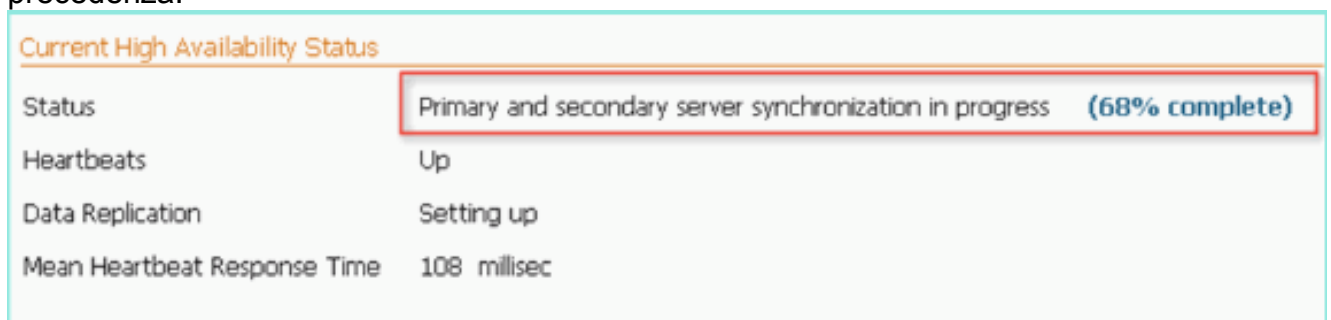 precedenza.
Current High Availability Status
Status Primary and secondary server synchronization in progress (68% complete)
Heartbeats Up
Data Replication Setting up
Mean Heartbeat Response Time 108 millisec